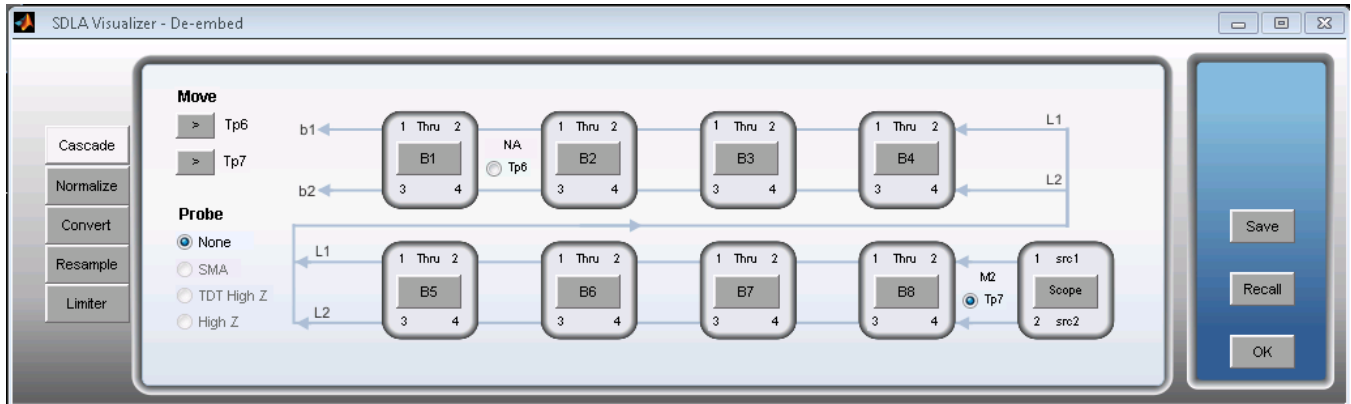 SDLA Visualizer - De-embed
Cascade
Normalize
Convert
Resample
Limiter
Move
> Tp6
> Tp7
Probe
None
SMA
TDT High Z
High Z
b1
b2
1 Thru 2
B1
3 4
NA
Tp6
1 Thru 2
B2
3 4
1 Thru 2
B3
3 4
1 Thru 2
B4
3 4
L1
L2
L1
L2
1 Thru 2
B5
3 4
1 Thru 2
B6
3 4
1 Thru 2
B7
3 4
1 Thru 2
B8
3 4
M2
Tp7
1 src1
Scope
2 src2
Save
Recall
OK